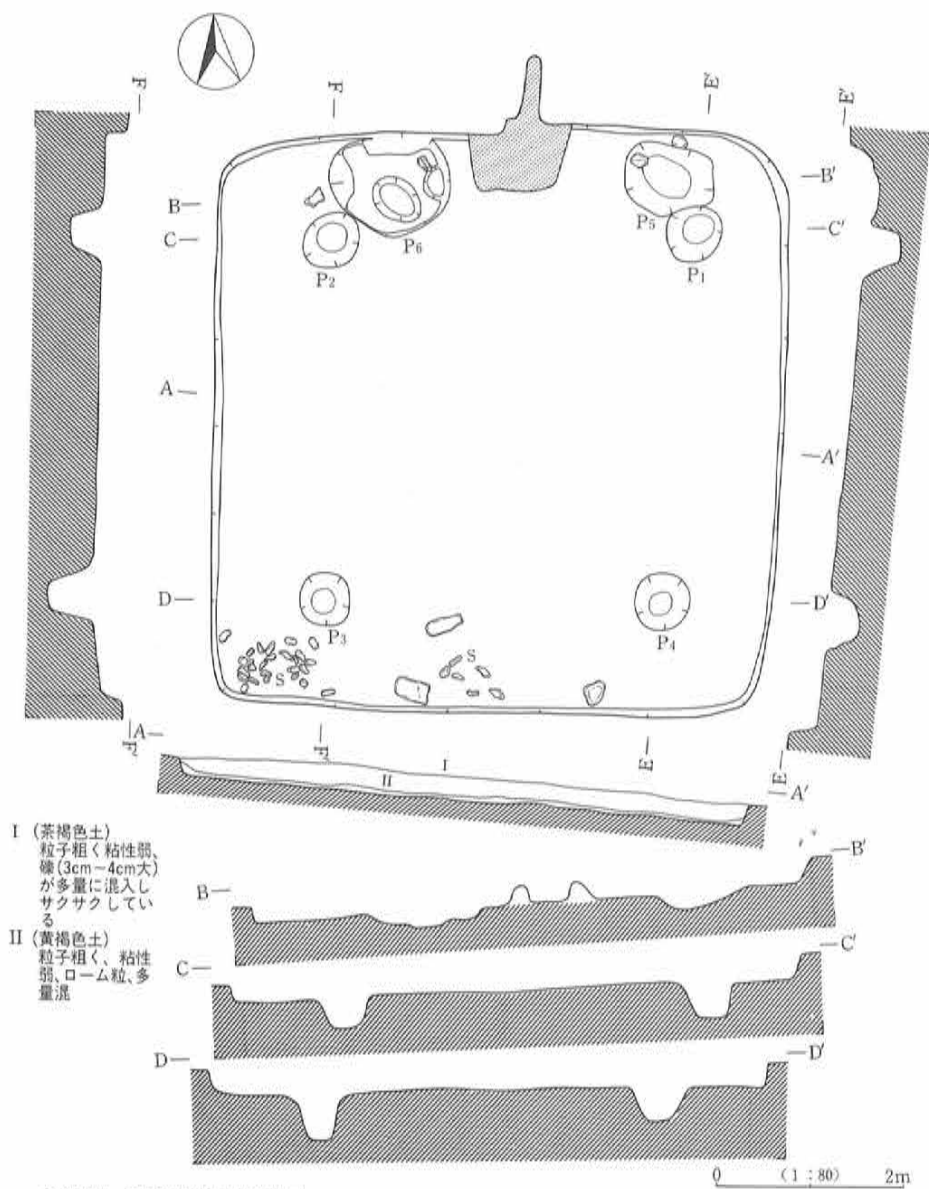 F′
F′
E′
E′
B
C
B′
C′
P6
P2
P5
P1
A
A′
D
D′
P3
P4
S
S
A
F
F
E
E
I
II
A′
I (茶褐色土)
粒子粗く粘性弱、
礫(3cm~4cm大)
が多量に混入し
サクサクしてい
る
II (黄褐色土)
粒子粗く、粘性
弱、ローム粒、多
量混
B
B′
C
C′
D
D′
0 (1:80) 2m